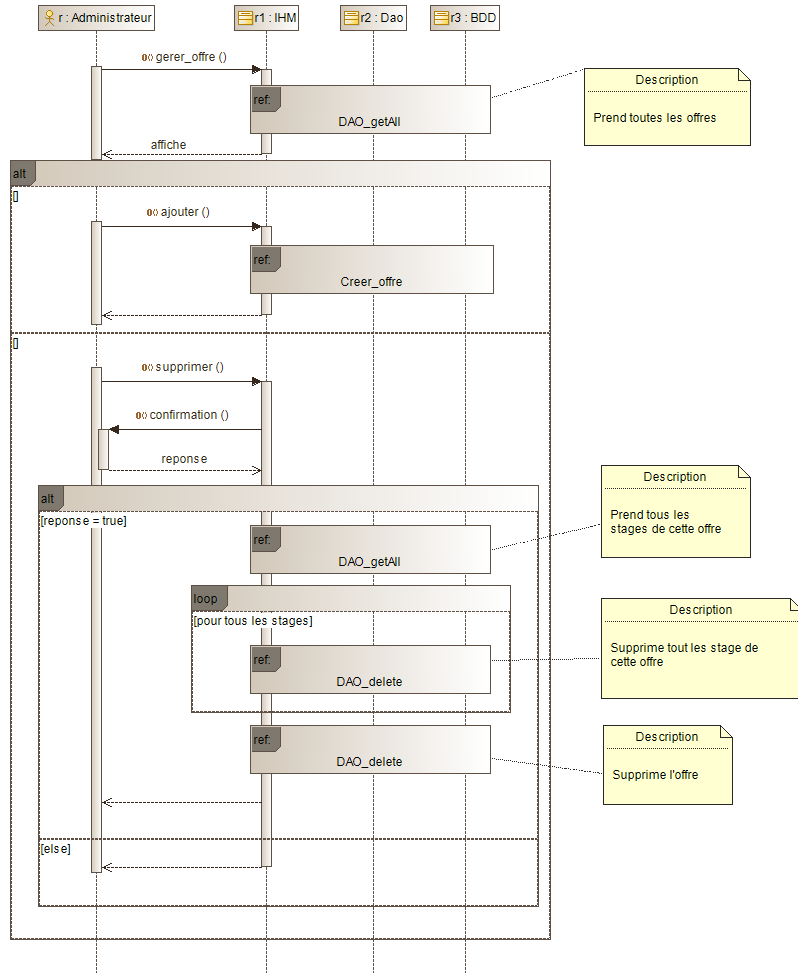 r : Administrateur
r1 : IHM
r2 : Dao
r3 : BDD
gerer_offre ()
Description
Prend toutes les offres
ref:
DAO_getAll
affiche
alt
[]
ajouter ()
ref:
Creer_offre
[]
supprimer ()
confirmation ()
reponse
alt
[reponse = true]
Description
Prend tous les
stages de cette offre
ref:
DAO_getAll
loop
[pour tous les stages]
Description
Supprime tout les stage de
cette offre
ref:
DAO_delete
ref:
DAO_delete
Description
Supprime l'offre
[else]